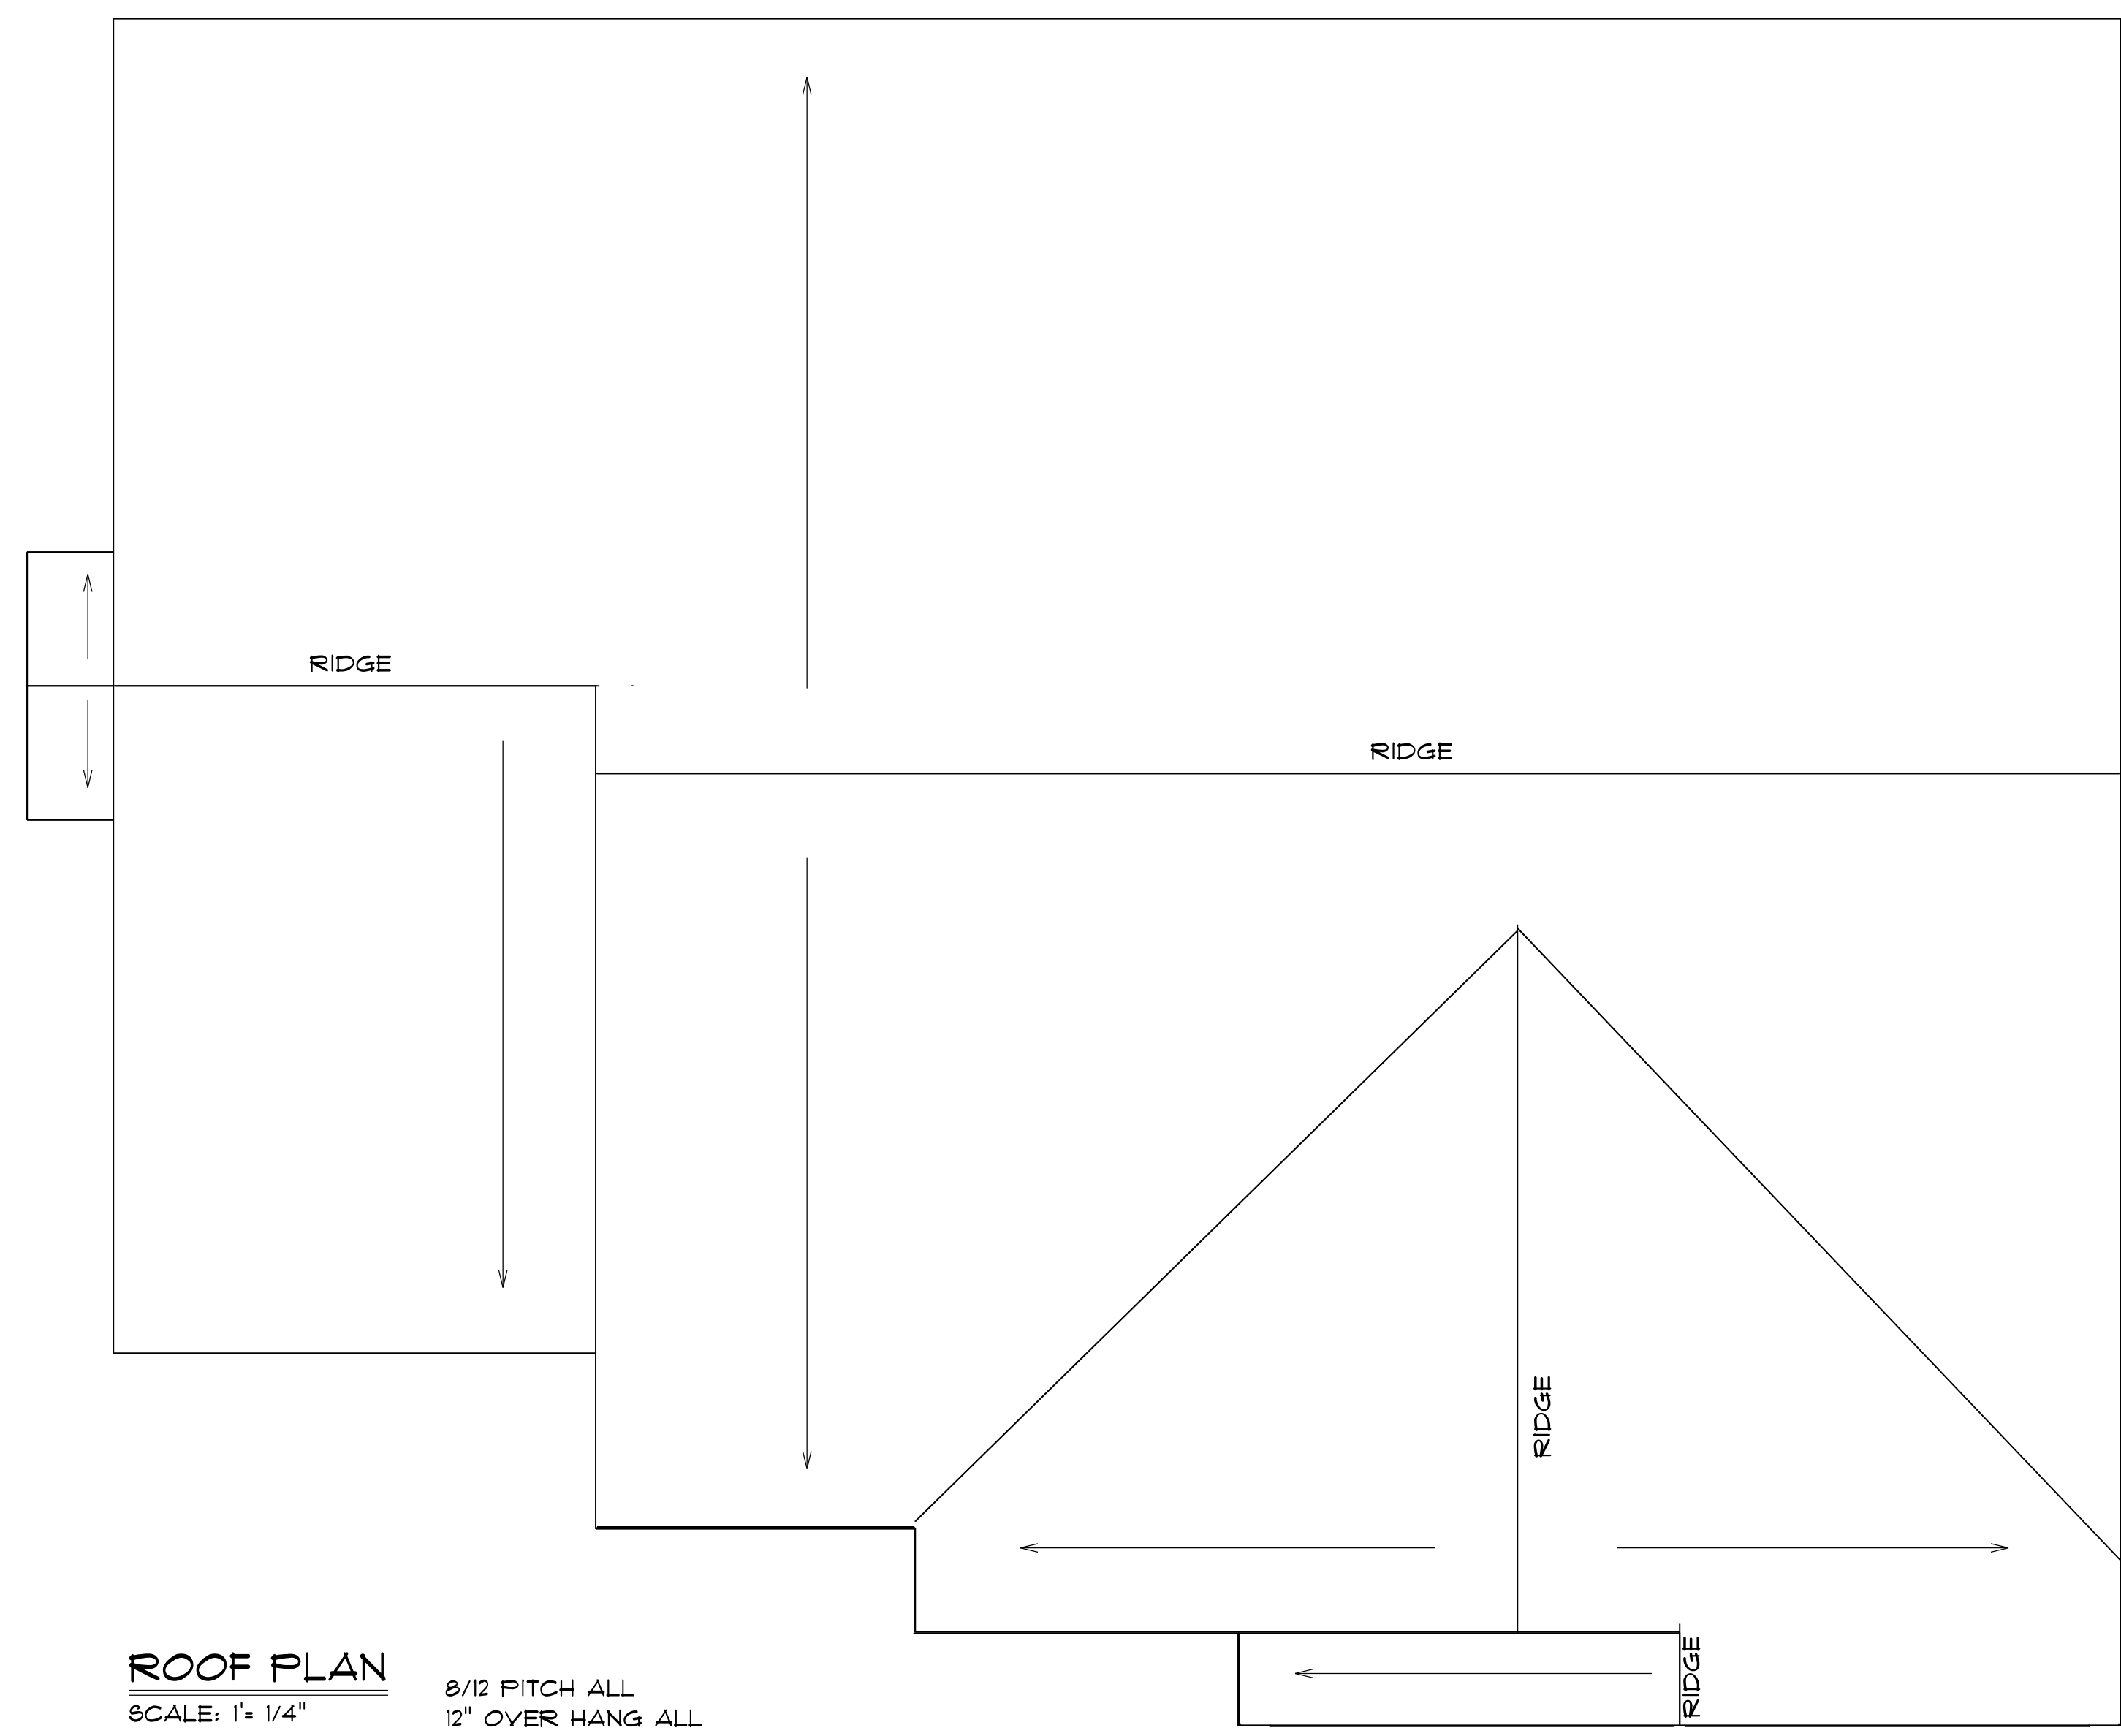 RIDGE
RIDGE
RIDGE
RIDGE
ROOF PLAN
SCALE: 1'= 1/4"
8/12 PITCH ALL
12" OVER HANG ALL